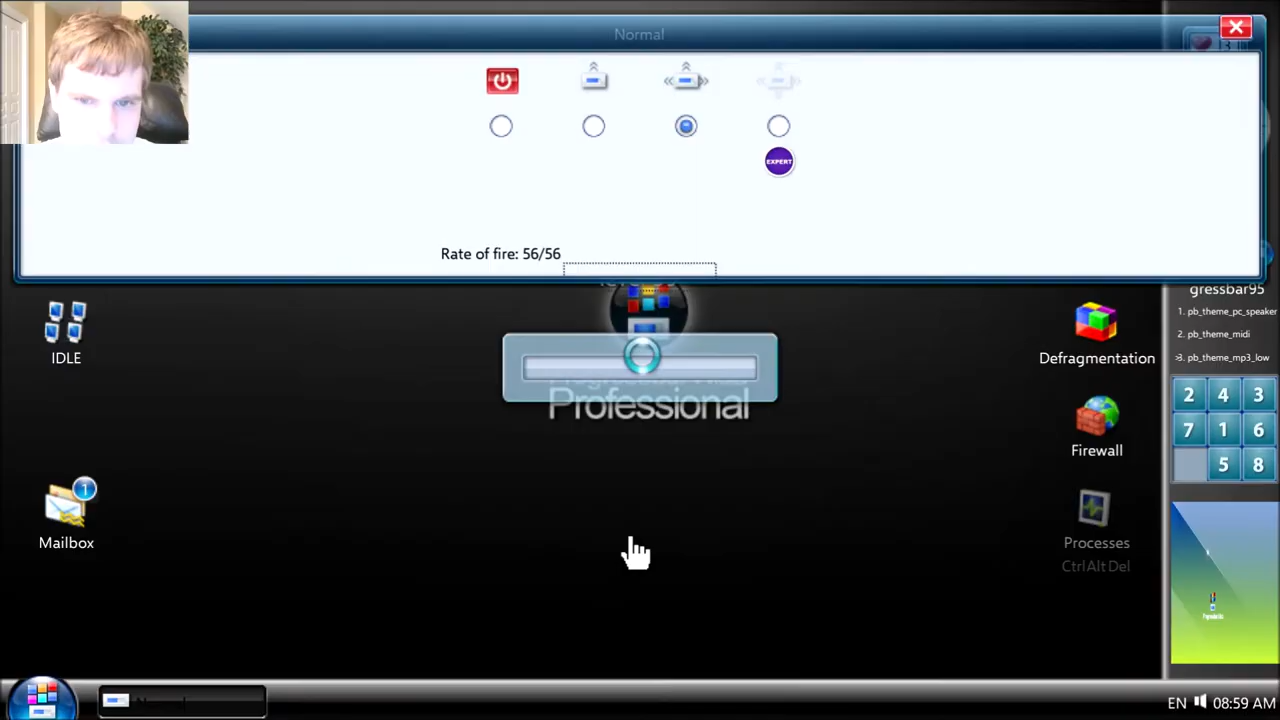 Normal
EXPERT
Rate of fire: 56/56
gressbar95
1. pb_theme_pc_speaker
2. pb_theme_midi
>3. pb_theme_mp3_low
IDLE
Defragmentation
Professional
2 4 3
7 1 6
5 8
Firewall
1
Mailbox
Processes
CtrlAltDel
EN 08:59 AM